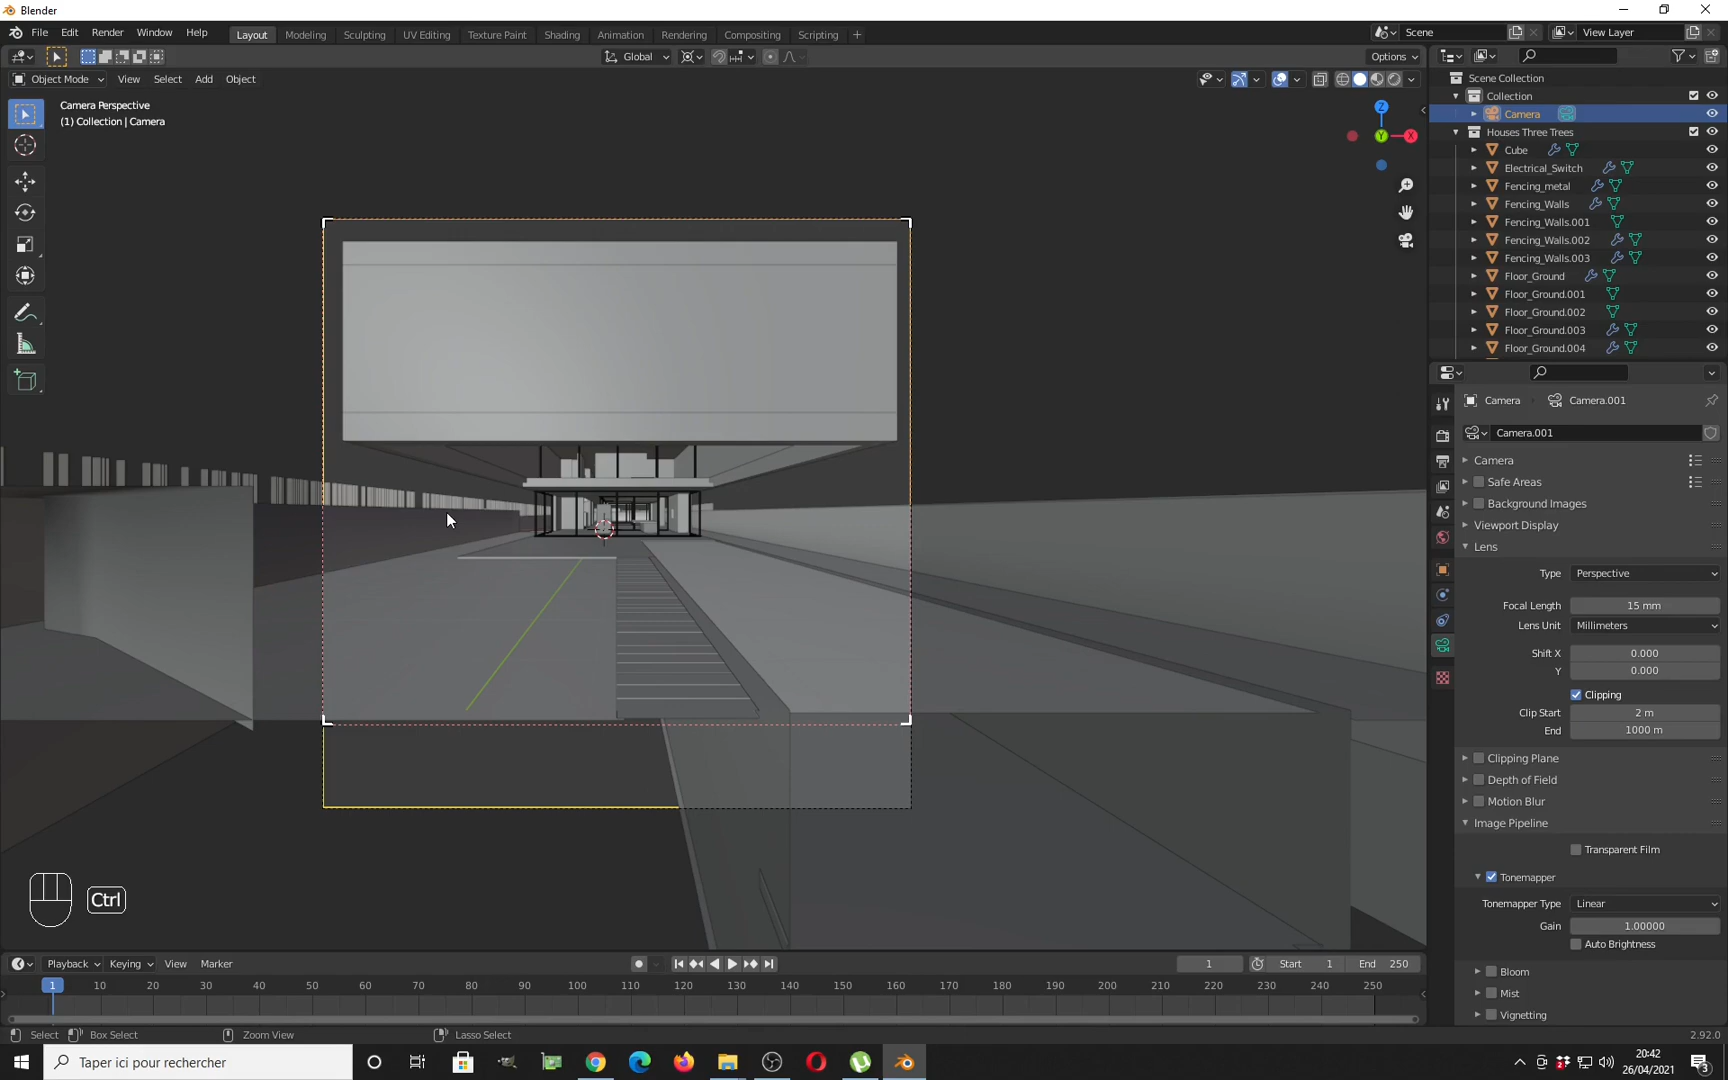 Blender
File Edit Render Window Help
Layout Modeling Sculpting UV Editing Texture Paint Shading Animation Rendering Compositing Scripting +
Scene View Layer
Global Options
Object Mode View Select Add Object
Camera Perspective
(1) Collection | Camera
Z
Y X
Scene Collection
Collection
Camera
Houses Three Trees
Cube
Electrical_Switch
Fencing_metal
Fencing_Walls
Fencing_Walls.001
Fencing_Walls.002
Fencing_Walls.003
Floor_Ground
Floor_Ground.001
Floor_Ground.002
Floor_Ground.003
Floor_Ground.004
Camera Camera.001
Camera.001
Camera
Safe Areas
Background Images
Viewport Display
Lens
Type Perspective
Focal Length 15 mm
Lens Unit Millimeters
Shift X 0.000
Y 0.000
Clipping
Clip Start 2 m
End 1000 m
Clipping Plane
Depth of Field
Motion Blur
Image Pipeline
Transparent Film
Tonemapper
Tonemapper Type Linear
Gain 1.00000
Auto Brightness
Bloom
Mist
Vignetting
Ctrl
Playback Keying View Marker 1 Start 1 End 250
1 10 20 30 40 50 60 70 80 90 100 110 120 130 140 150 160 170 180 190 200 210 220 230 240 250
Select Box Select Zoom View Lasso Select 2.92.0
Taper ici pour rechercher
20:42
26/04/2021
3